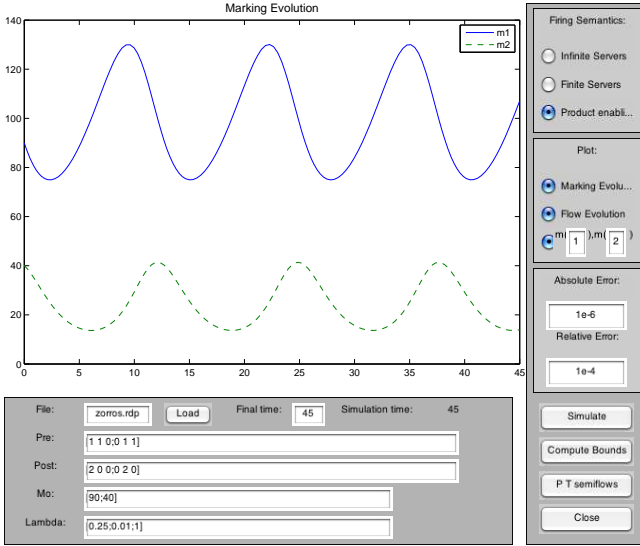 Marking Evolution
m1
m2
140
120
100
80
60
40
20
0
0 5 10 15 20 25 30 35 40 45
Firing Semantics:
Infinite Servers
Finite Servers
Product enabli...
Plot:
Marking Evolu...
Flow Evolution
m( 1 ),m( 2 )
Absolute Error:
1e-6
Relative Error:
1e-4
File: zorros.rdp Load Final time: 45 Simulation time: 45
Pre: [1 1 0;0 1 1]
Post: [2 0 0;0 2 0]
Mo: [90;40]
Lambda: [0.25;0.01;1]
Simulate
Compute Bounds
P T semiflows
Close